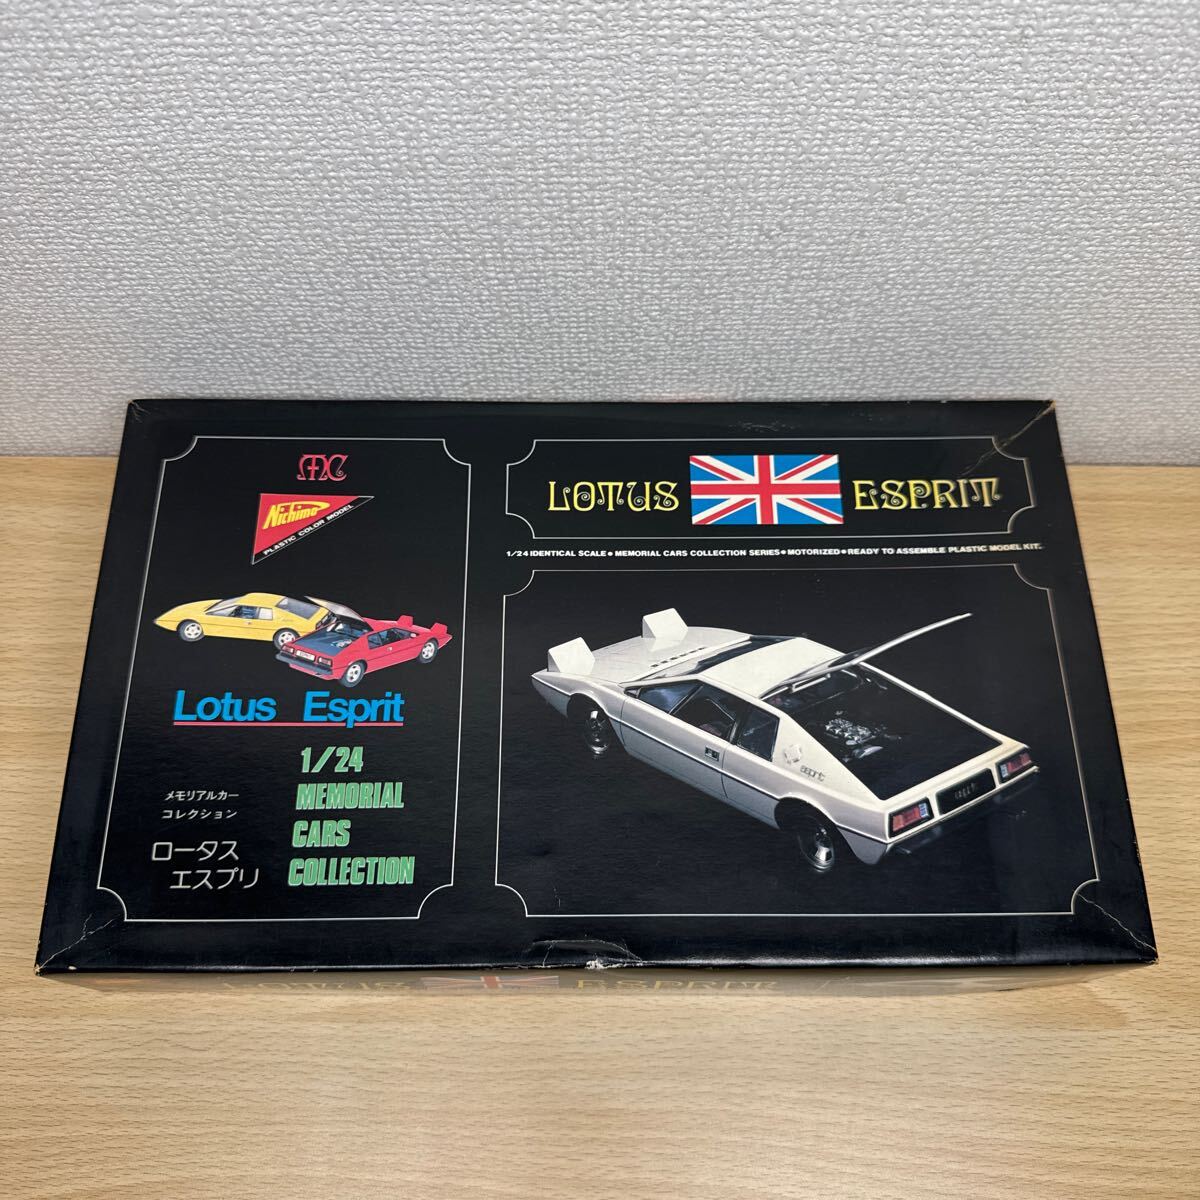 MC
Nichimo
PLASTIC COLOR MODEL
Lotus Esprit
1/24
MEMORIAL
CARS
COLLECTION
メモリアルカー
コレクション
ロータス
エスプリ
LOTUS ESPRIT
1/24 IDENTICAL SCALE● MEMORIAL CARS COLLECTION SERIES●MOTORIZED●READY TO ASSEMBLE PLASTIC MODEL KIT.
esprit
LOTUS ESPRIT